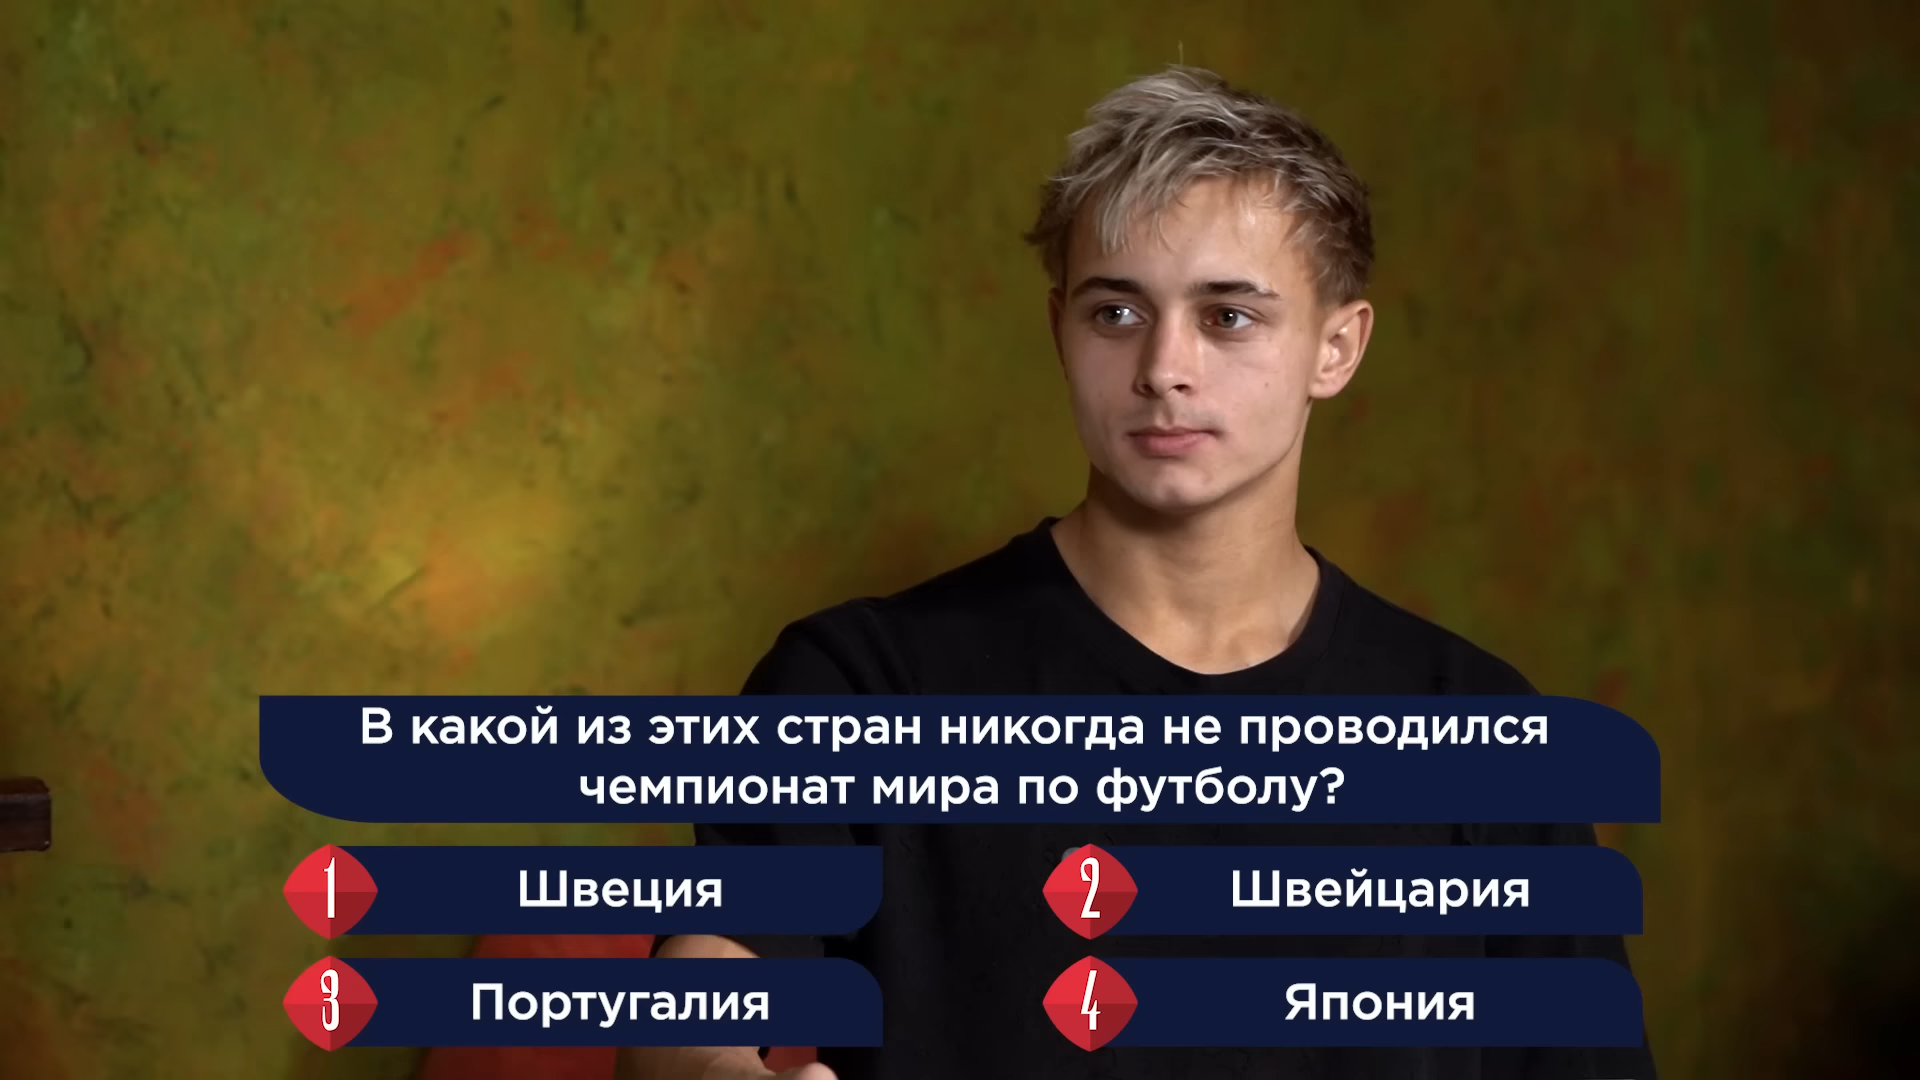 В какой из этих стран никогда не проводился
чемпионат мира по футболу?
1 Швеция
2 Швейцария
3 Португалия
4 Япония